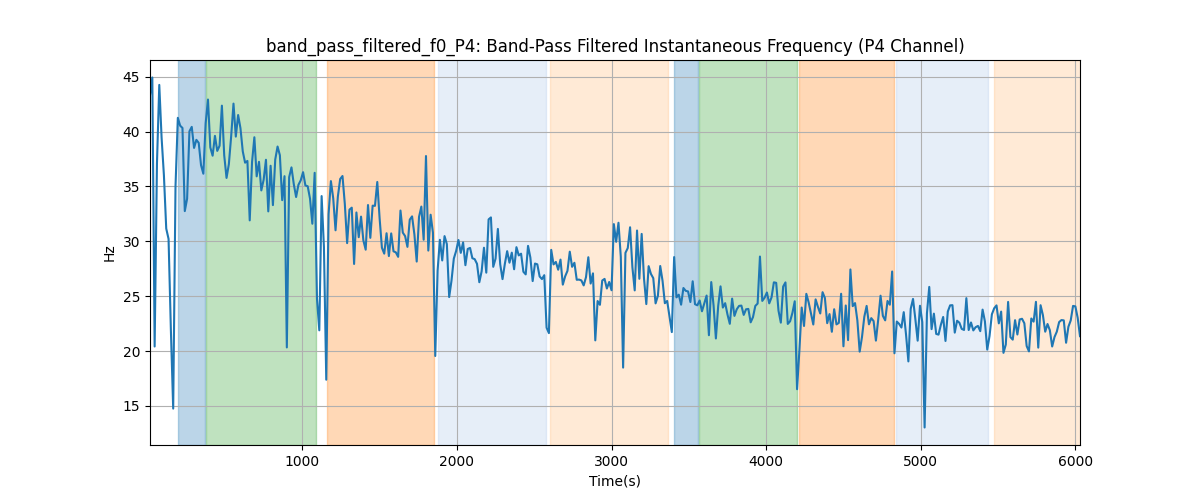 band_pass_filtered_f0_P4: Band-Pass Filtered Instantaneous Frequency (P4 Channel)
45
40
35
30
25
20
15
Hz
1000 2000 3000 4000 5000 6000
Time(s)